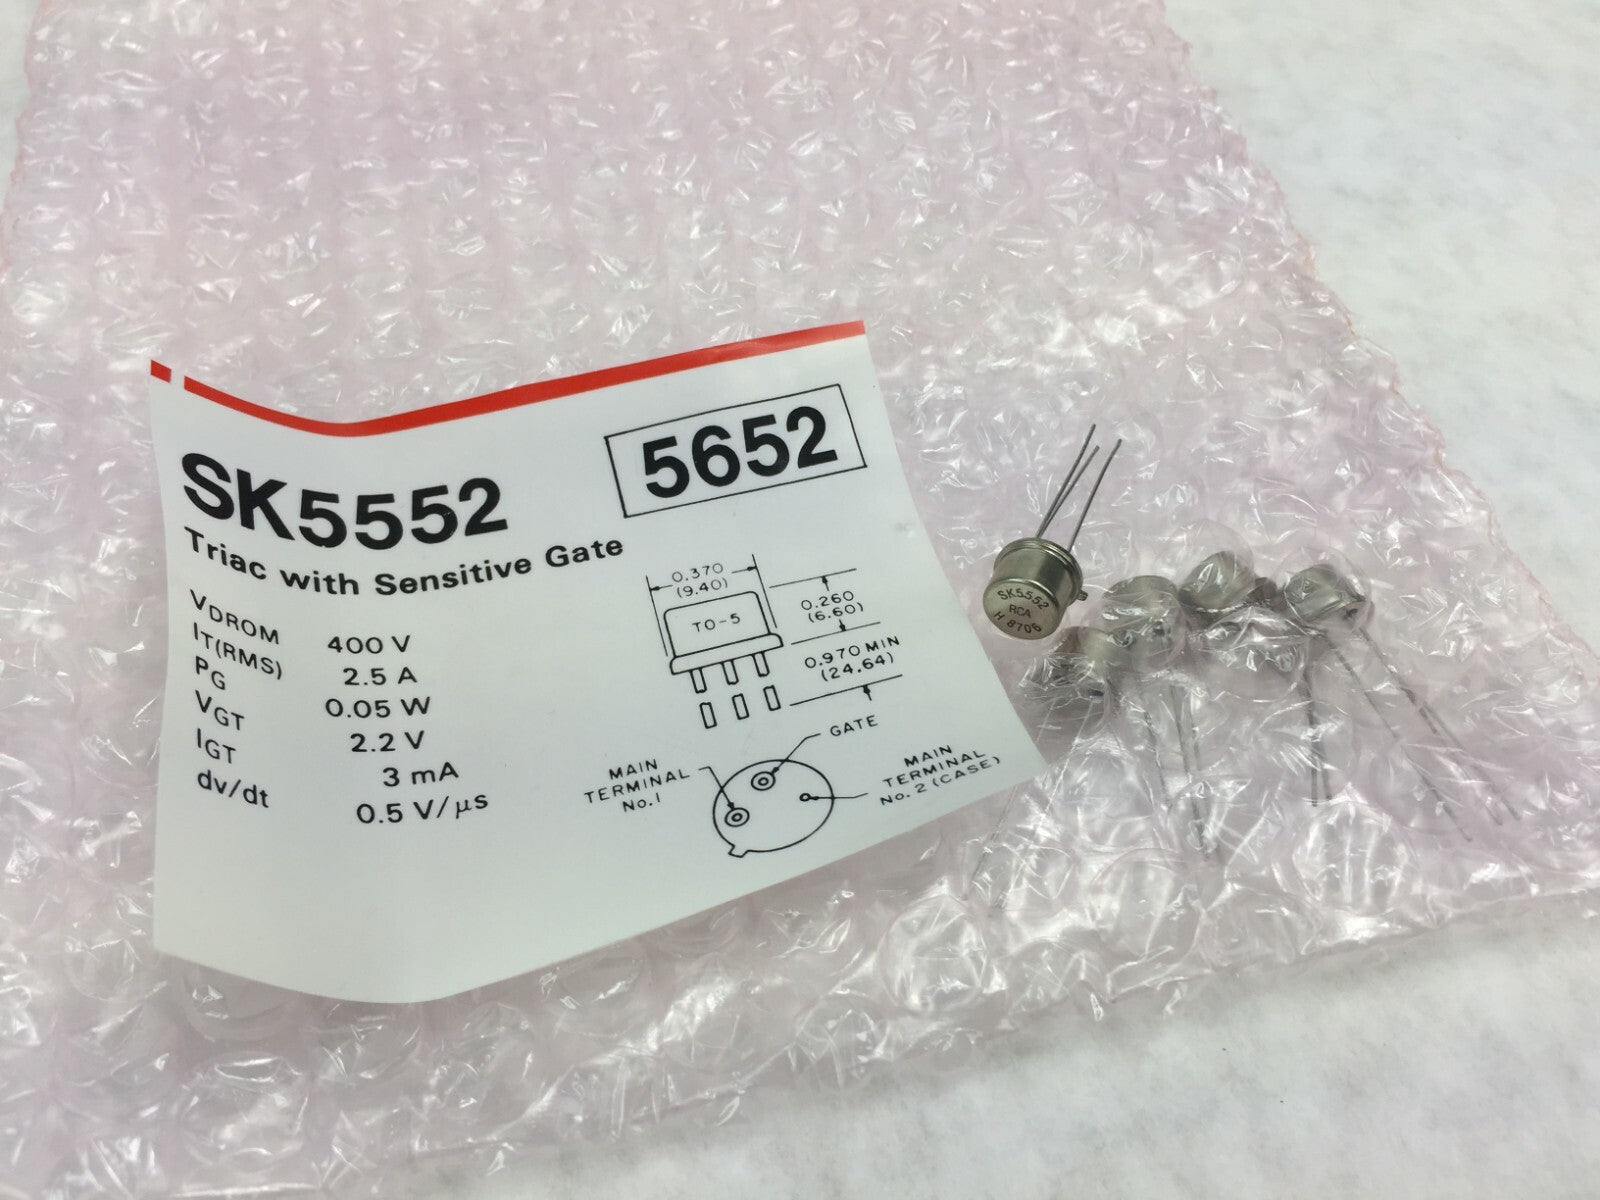 SK5552
5652
Triac with Sensitive Gate
VDROM 400 V
IT(RMS) 2.5 A
PG 0.05 W
VGT 2.2 V
IGT 3 mA
dv/dt 0.5 V/μs
0.370
(9.40)
TO-5
0.260
(6.60)
0.970 MIN
(24.64)
GATE
MAIN
TERMINAL
No.1
MAIN
TERMINAL
No. 2 (CASE)
SK5552
RCA
H 8706